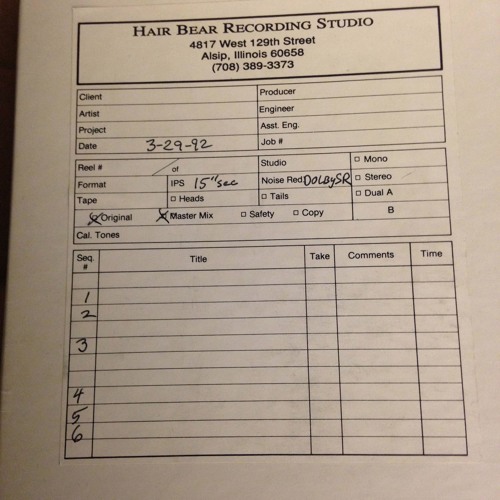 HAIR BEAR RECORDING STUDIO
4817 West 129th Street
Alsip, Illinois 60658
(708) 389-3373
Client Producer
Artist Engineer
Project Asst. Eng.
Date 3-29-92 Job #
Reel # / of Studio □ Mono
Format IPS 15"/sec Noise Red. DOLBY SR □ Stereo
Tape □ Heads □ Tails □ Dual A
Original Master Mix □ Safety □ Copy B
Cal. Tones
Seq. # Title Take Comments Time
1
2
3
4
5
6